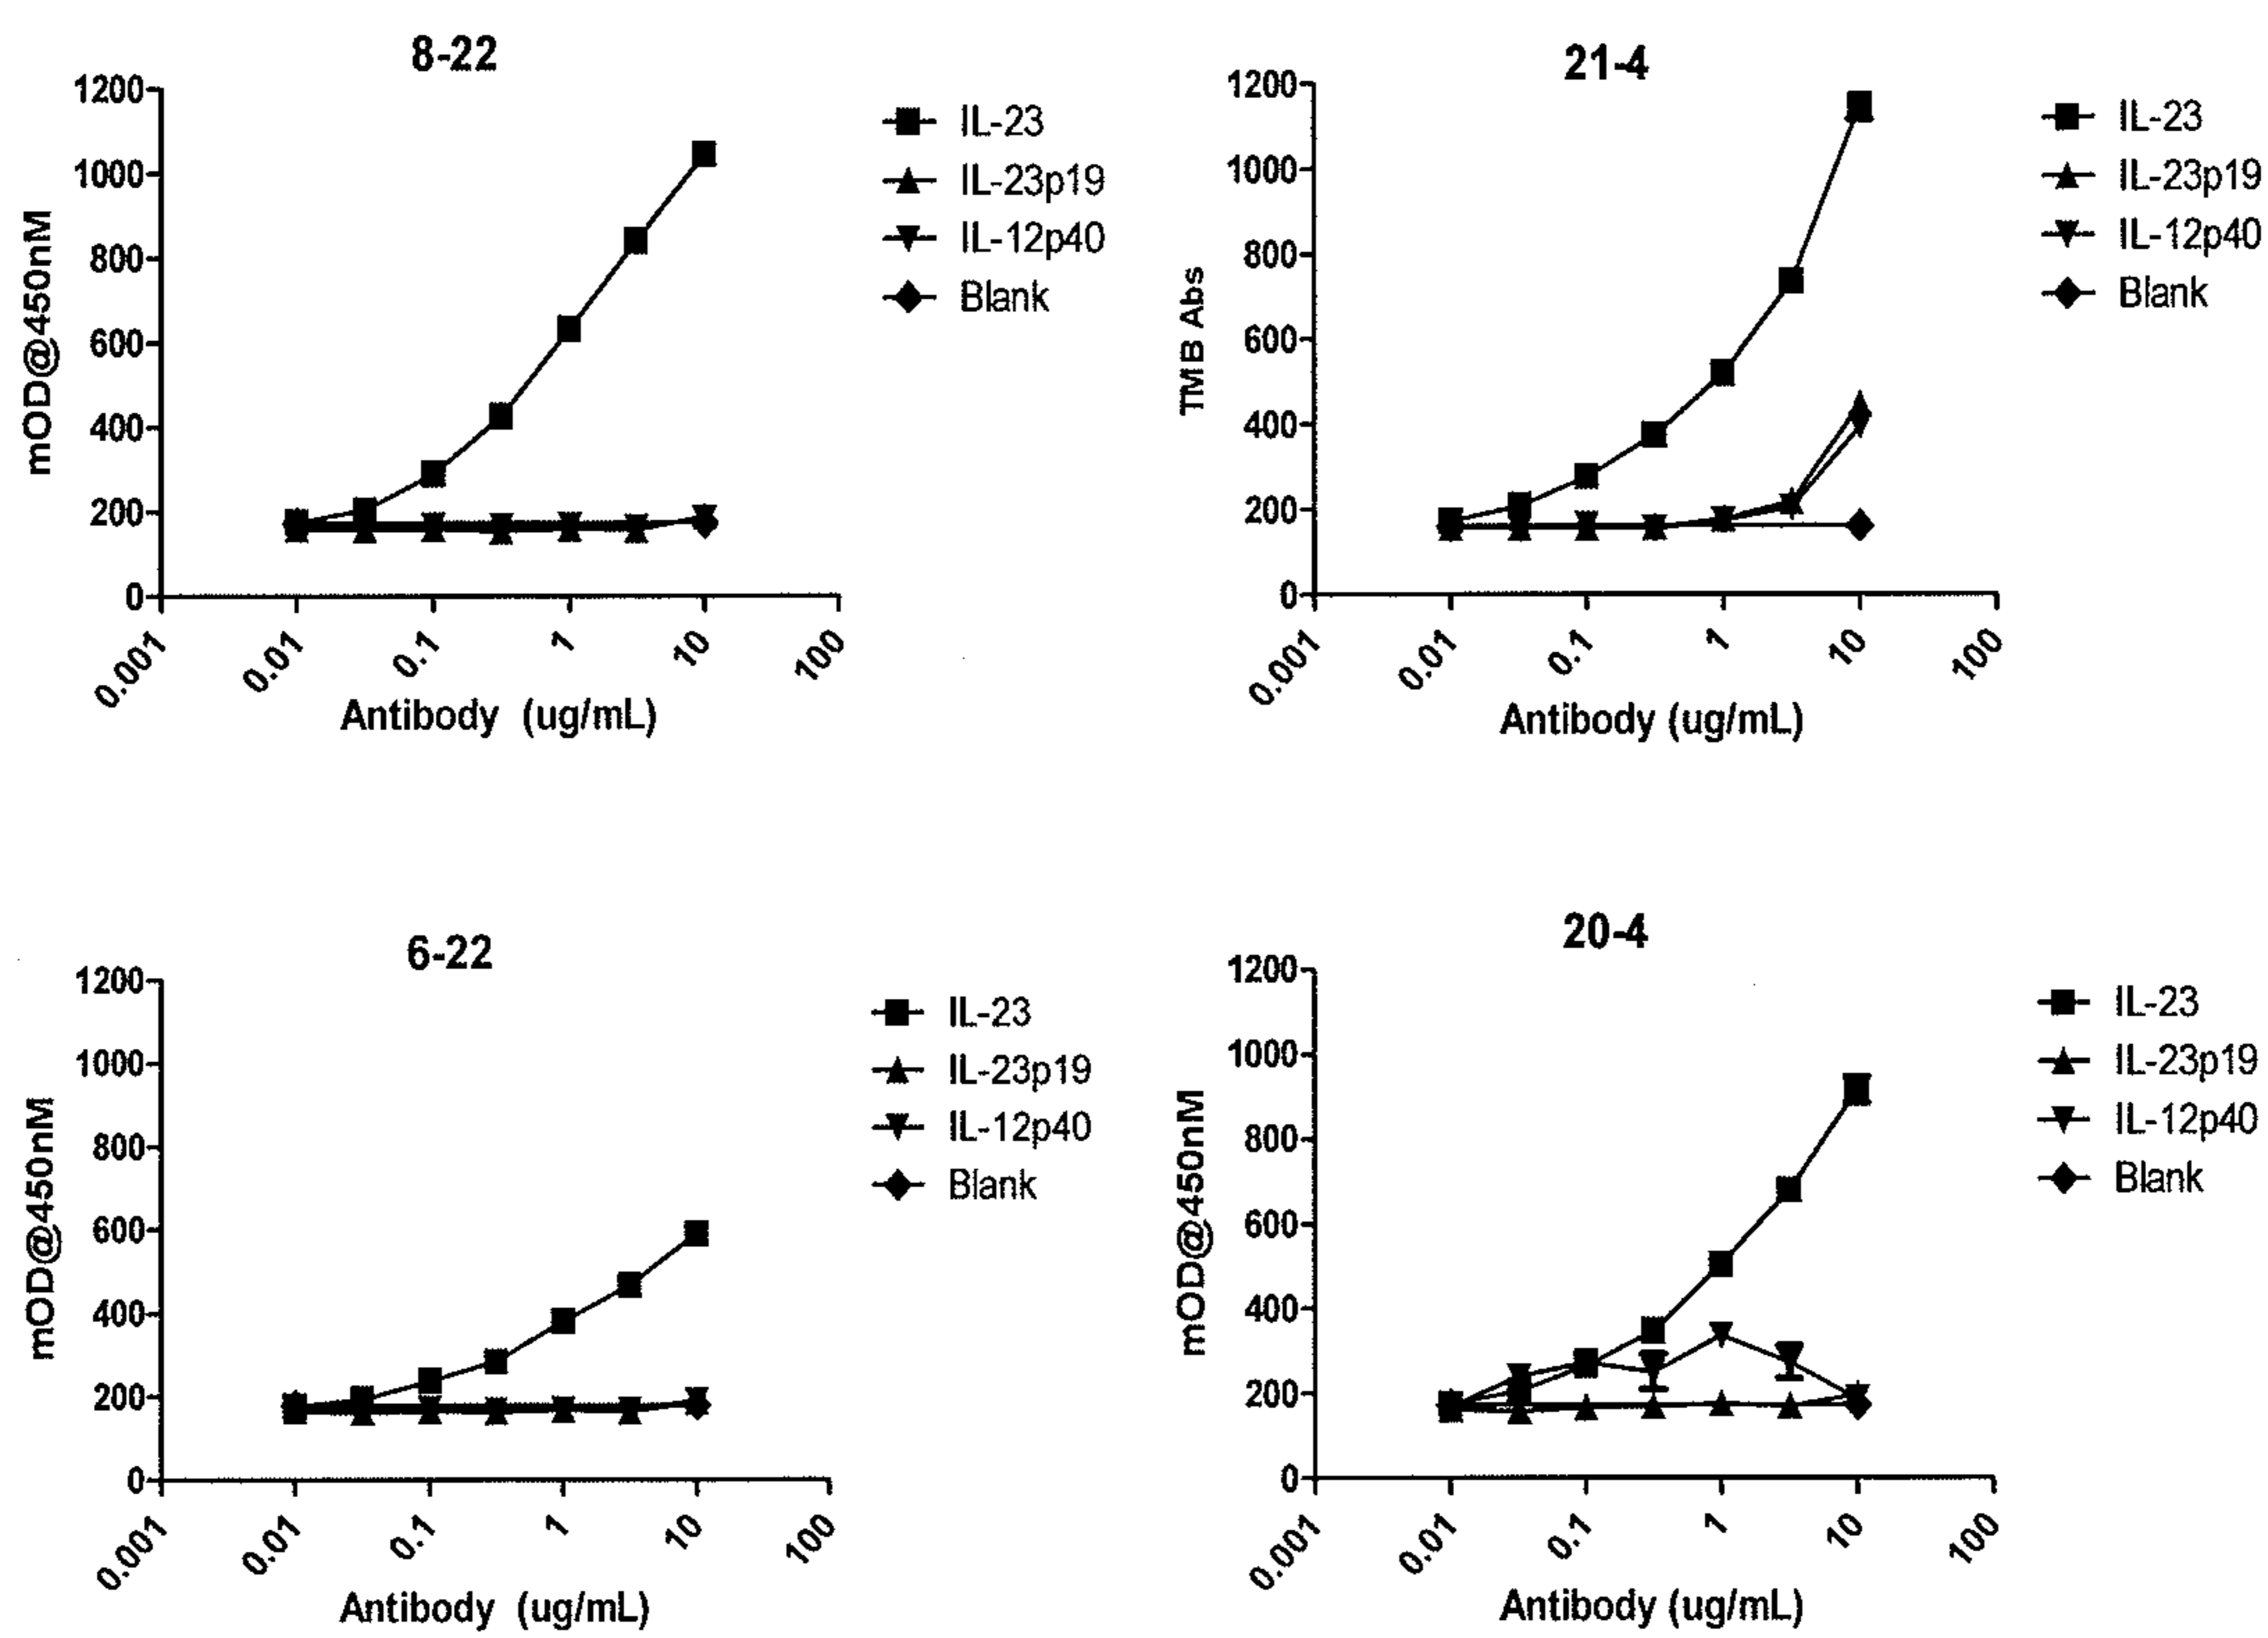 8-22
1200
1000
800
600
400
200
0
mOD@450nM
0.001
0.01
0.1
1
10
100
Antibody (ug/mL)
IL-23
IL-23p19
IL-12p40
Blank
21-4
1200
1000
800
600
400
200
0
TMB Abs
0.001
0.01
0.1
1
10
100
Antibody (ug/mL)
IL-23
IL-23p19
IL-12p40
Blank
6-22
1200
1000
800
600
400
200
0
mOD@450nM
0.001
0.01
0.1
1
10
100
Antibody (ug/mL)
IL-23
IL-23p19
IL-12p40
Blank
20-4
1200
1000
800
600
400
200
0
mOD@450nM
0.001
0.01
0.1
1
10
100
Antibody (ug/mL)
IL-23
IL-23p19
IL-12p40
Blank